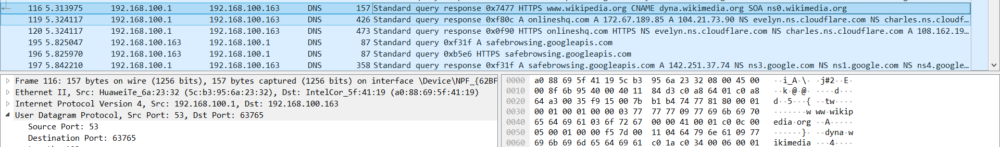 116 5.313975 192.168.100.1 192.168.100.163 DNS 157 Standard query response 0x7477 HTTPS www.wikipedia.org CNAME dyna.wikimedia.org SOA ns0.wikimedia.org
119 5.324117 192.168.100.1 192.168.100.163 DNS 426 Standard query response 0xf80c A onlineshq.com A 172.67.189.85 A 104.21.73.90 NS evelyn.ns.cloudflare.com NS charles.ns.cloudf…
120 5.324117 192.168.100.1 192.168.100.163 DNS 473 Standard query response 0x0f90 HTTPS onlineshq.com HTTPS NS evelyn.ns.cloudflare.com NS charles.ns.cloudflare.com A 108.162.19…
195 5.825047 192.168.100.163 192.168.100.1 DNS 87 Standard query 0xf31f A safebrowsing.googleapis.com
196 5.825970 192.168.100.163 192.168.100.1 DNS 87 Standard query 0xb5e6 HTTPS safebrowsing.googleapis.com
197 5.842210 192.168.100.1 192.168.100.163 DNS 358 Standard query response 0xf31f A safebrowsing.googleapis.com A 142.251.37.74 NS ns3.google.com NS ns1.google.com NS ns4.google…
Frame 116: 157 bytes on wire (1256 bits), 157 bytes captured (1256 bits) on interface \Device\NPF_{62BF
Ethernet II, Src: HuaweiTe_6a:23:32 (5c:b3:95:6a:23:32), Dst: IntelCor_5f:41:19 (a0:88:69:5f:41:19)
Internet Protocol Version 4, Src: 192.168.100.1, Dst: 192.168.100.163
User Datagram Protocol, Src Port: 53, Dst Port: 63765
Source Port: 53
Destination Port: 63765
0000 a0 88 69 5f 41 19 5c b3 95 6a 23 32 08 00 45 00 ··i_A·\· ·j#2··E·
0010 00 8f 6b 95 40 00 40 11 84 d3 c0 a8 64 01 c0 a8 ··k·@·@· ····d···
0020 64 a3 00 35 f9 15 00 7b b1 b4 74 77 81 80 00 01 d··5···{ ··tw····
0030 00 01 00 01 00 00 03 77 77 77 09 77 69 6b 69 70 ·······w ww·wikip
0040 65 64 69 61 03 6f 72 67 00 00 41 00 01 c0 0c 00 edia·org ··A·····
0050 05 00 01 00 00 f5 7d 00 11 04 64 79 6e 61 09 77 ······}· ··dyna·w
0060 69 6b 69 6d 65 64 69 61 c0 1a c0 34 00 06 00 01 ikimedia ···4····